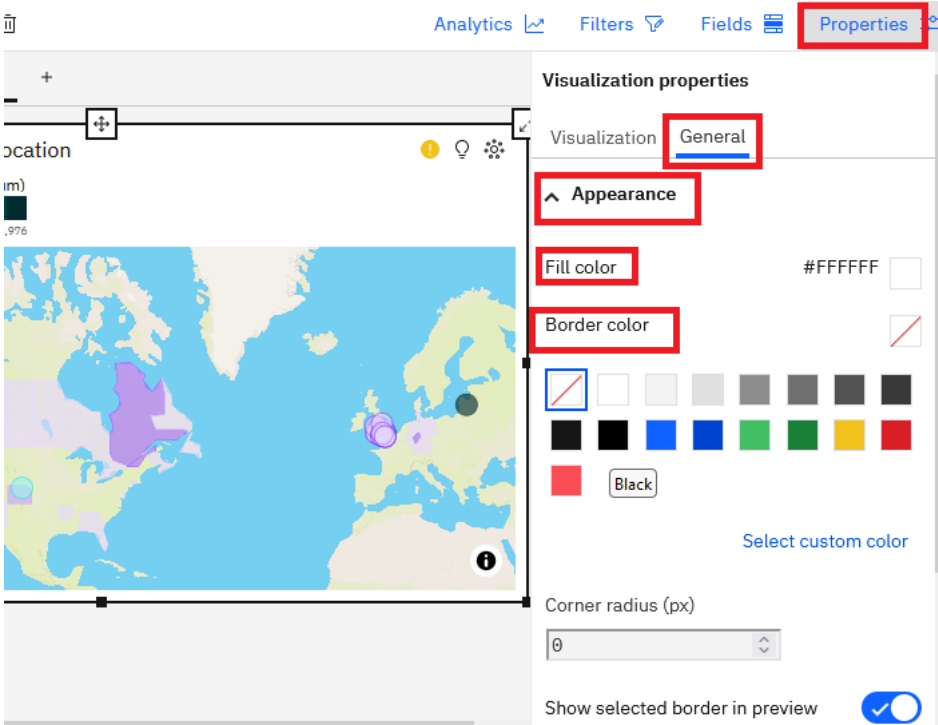 Analytics Filters Fields Properties
+
Visualization properties
Visualization General
ocation
Appearance
um)
,976
Fill color #FFFFFF
Border color
Black
Select custom color
Corner radius (px)
0
Show selected border in preview